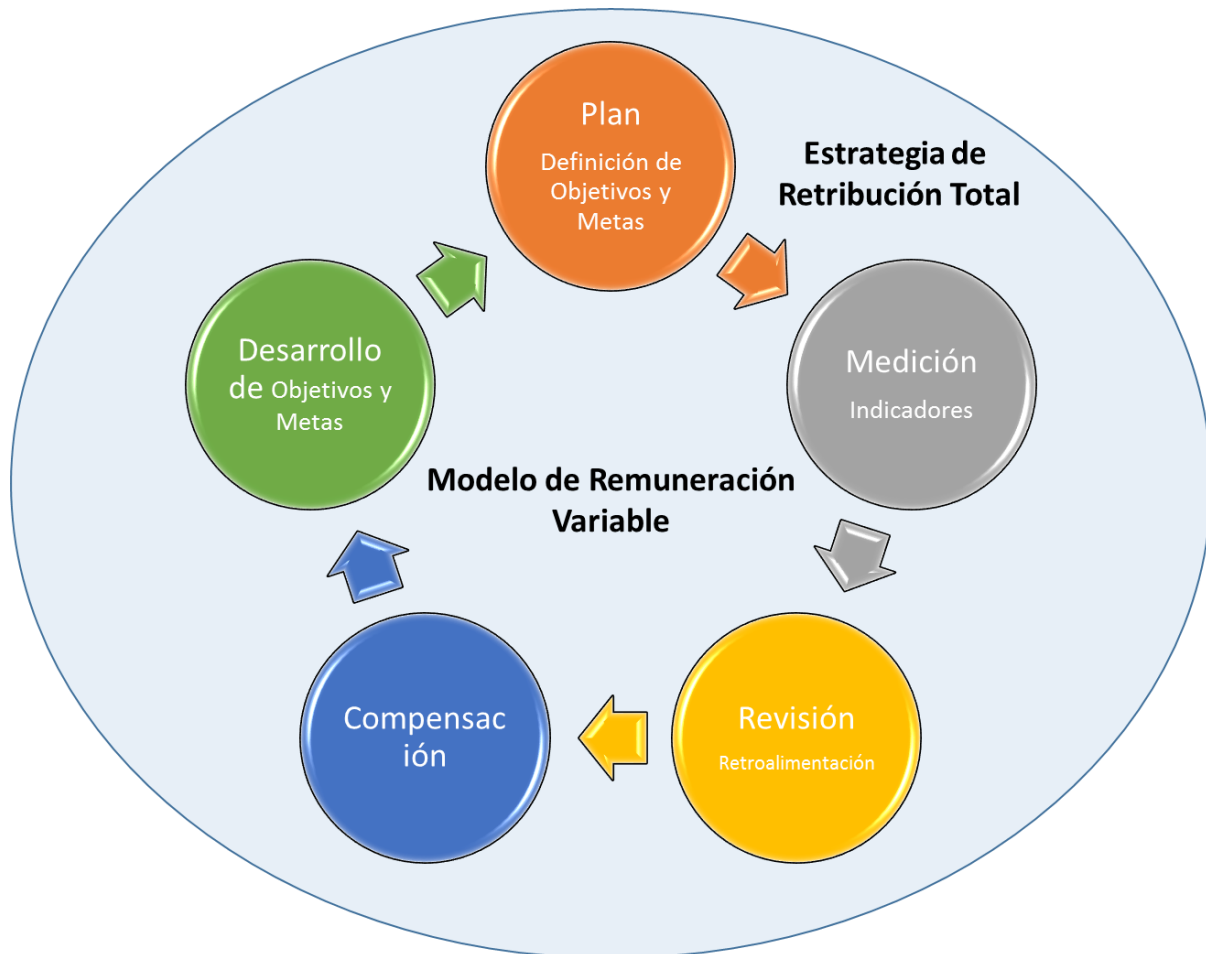 Plan
Definición de
Objetivos y
Metas
Estrategia de
Retribución Total
Medición
Indicadores
Revisión
Retroalimentación
Compensac
ión
Desarrollo
de Objetivos y
Metas
Modelo de Remuneración
Variable